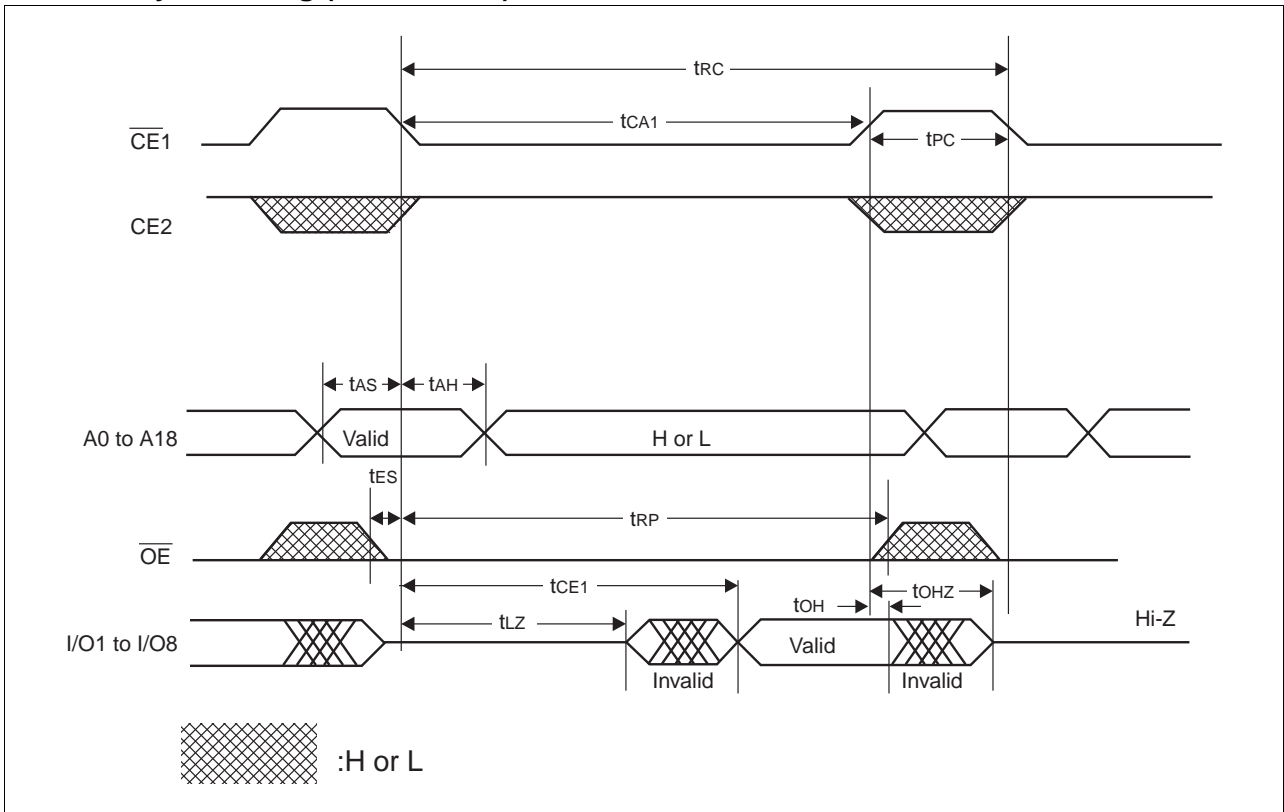 tRC
tCA1
CE1
tPC
CE2
tAS
tAH
A0 to A18
Valid
H or L
tES
tRP
OE
tCE1
tOH
tOHZ
tLZ
Hi-Z
I/O1 to I/O8
Valid
Invalid
Invalid
:H or L